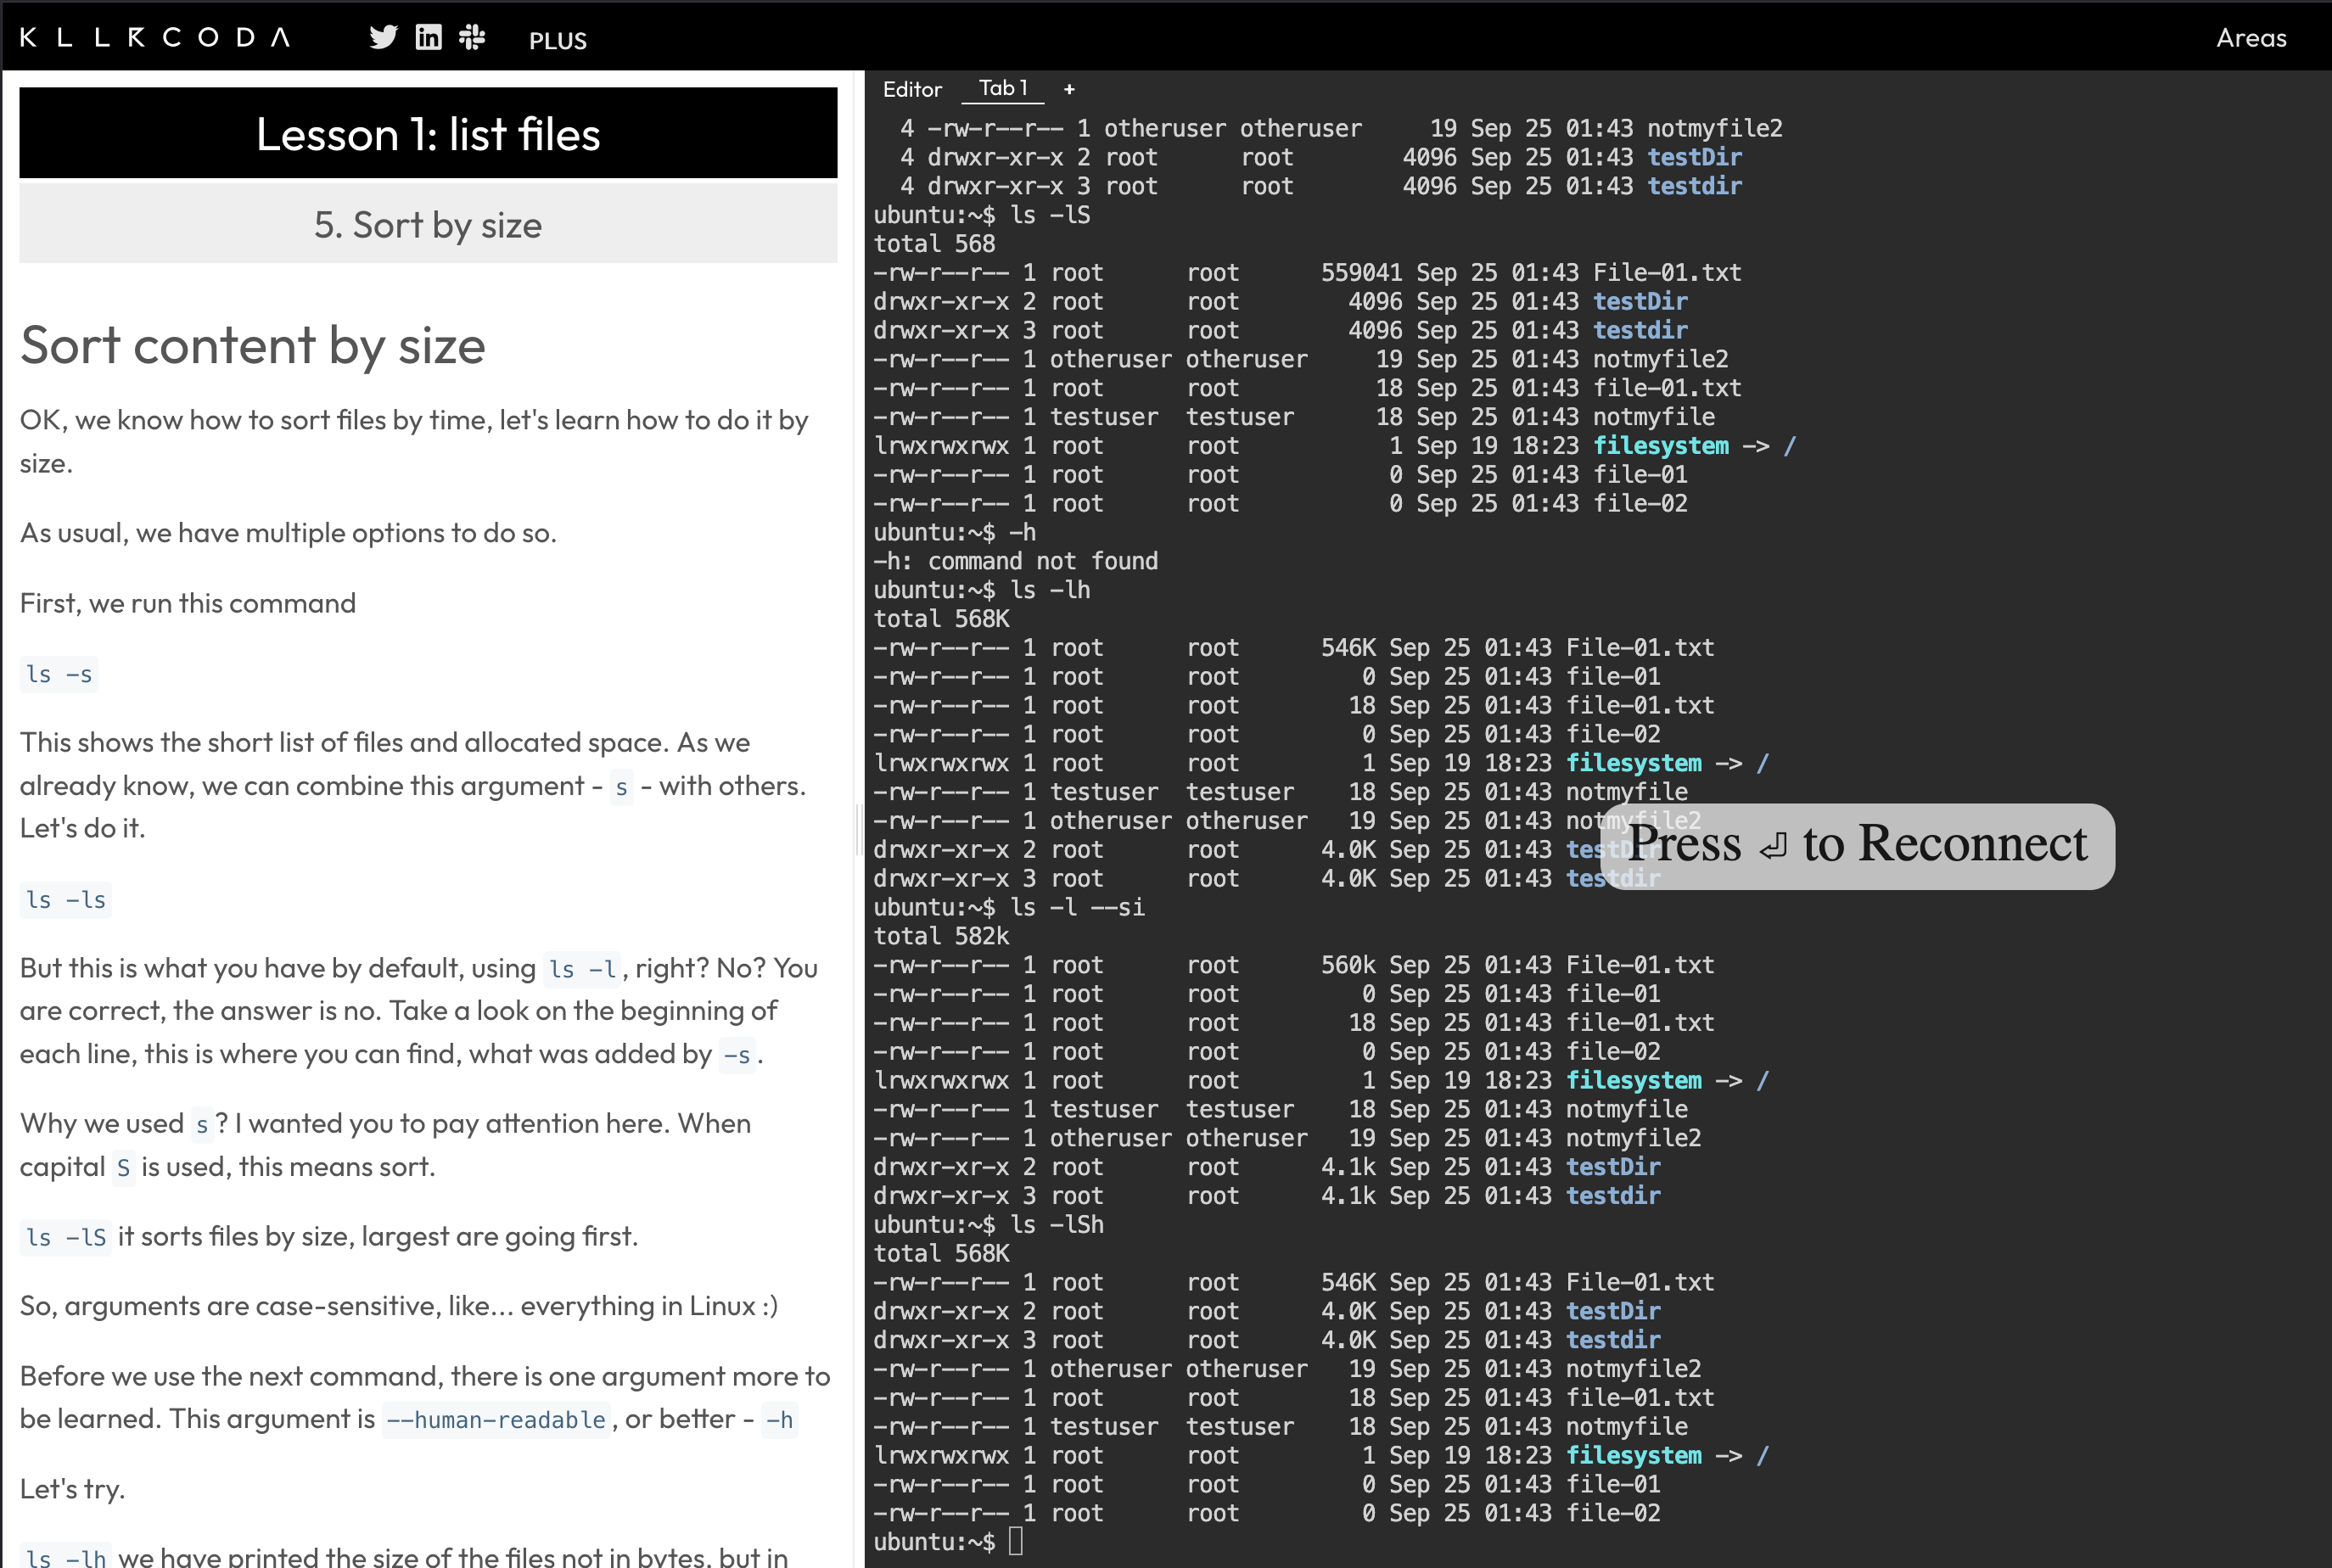 KLLRCODA PLUS Areas
Lesson 1: list files
5. Sort by size
Sort content by size
OK, we know how to sort files by time, let's learn how to do it by
size.
As usual, we have multiple options to do so.
First, we run this command
ls -s
This shows the short list of files and allocated space. As we
already know, we can combine this argument - s - with others.
Let's do it.
ls -ls
But this is what you have by default, using ls -l, right? No? You
are correct, the answer is no. Take a look on the beginning of
each line, this is where you can find, what was added by -s.
Why we used s? I wanted you to pay attention here. When
capital S is used, this means sort.
ls -lS it sorts files by size, largest are going first.
So, arguments are case-sensitive, like... everything in Linux :)
Before we use the next command, there is one argument more to
be learned. This argument is --human-readable, or better - -h
Let's try.
ls -lh we have printed the size of the files not in bytes, but in
Editor Tab 1 +
  4 -rw-r--r-- 1 otheruser otheruser     19 Sep 25 01:43 notmyfile2
  4 drwxr-xr-x 2 root      root        4096 Sep 25 01:43 testDir
  4 drwxr-xr-x 3 root      root        4096 Sep 25 01:43 testdir
ubuntu:~$ ls -lS
total 568
-rw-r--r-- 1 root      root      559041 Sep 25 01:43 File-01.txt
drwxr-xr-x 2 root      root        4096 Sep 25 01:43 testDir
drwxr-xr-x 3 root      root        4096 Sep 25 01:43 testdir
-rw-r--r-- 1 otheruser otheruser     19 Sep 25 01:43 notmyfile2
-rw-r--r-- 1 root      root          18 Sep 25 01:43 file-01.txt
-rw-r--r-- 1 testuser  testuser      18 Sep 25 01:43 notmyfile
lrwxrwxrwx 1 root      root           1 Sep 19 18:23 filesystem -> /
-rw-r--r-- 1 root      root           0 Sep 25 01:43 file-01
-rw-r--r-- 1 root      root           0 Sep 25 01:43 file-02
ubuntu:~$ -h
-h: command not found
ubuntu:~$ ls -lh
total 568K
-rw-r--r-- 1 root      root      546K Sep 25 01:43 File-01.txt
-rw-r--r-- 1 root      root         0 Sep 25 01:43 file-01
-rw-r--r-- 1 root      root        18 Sep 25 01:43 file-01.txt
-rw-r--r-- 1 root      root         0 Sep 25 01:43 file-02
lrwxrwxrwx 1 root      root         1 Sep 19 18:23 filesystem -> /
-rw-r--r-- 1 testuser  testuser    18 Sep 25 01:43 notmyfile
-rw-r--r-- 1 otheruser otheruser   19 Sep 25 01:43 notmyfile2
drwxr-xr-x 2 root      root      4.0K Sep 25 01:43 testDir
drwxr-xr-x 3 root      root      4.0K Sep 25 01:43 testdir
Press ⏎ to Reconnect
ubuntu:~$ ls -l --si
total 582k
-rw-r--r-- 1 root      root      560k Sep 25 01:43 File-01.txt
-rw-r--r-- 1 root      root         0 Sep 25 01:43 file-01
-rw-r--r-- 1 root      root        18 Sep 25 01:43 file-01.txt
-rw-r--r-- 1 root      root         0 Sep 25 01:43 file-02
lrwxrwxrwx 1 root      root         1 Sep 19 18:23 filesystem -> /
-rw-r--r-- 1 testuser  testuser    18 Sep 25 01:43 notmyfile
-rw-r--r-- 1 otheruser otheruser   19 Sep 25 01:43 notmyfile2
drwxr-xr-x 2 root      root      4.1k Sep 25 01:43 testDir
drwxr-xr-x 3 root      root      4.1k Sep 25 01:43 testdir
ubuntu:~$ ls -lSh
total 568K
-rw-r--r-- 1 root      root      546K Sep 25 01:43 File-01.txt
drwxr-xr-x 2 root      root      4.0K Sep 25 01:43 testDir
drwxr-xr-x 3 root      root      4.0K Sep 25 01:43 testdir
-rw-r--r-- 1 otheruser otheruser   19 Sep 25 01:43 notmyfile2
-rw-r--r-- 1 root      root        18 Sep 25 01:43 file-01.txt
-rw-r--r-- 1 testuser  testuser    18 Sep 25 01:43 notmyfile
lrwxrwxrwx 1 root      root         1 Sep 19 18:23 filesystem -> /
-rw-r--r-- 1 root      root         0 Sep 25 01:43 file-01
-rw-r--r-- 1 root      root         0 Sep 25 01:43 file-02
ubuntu:~$